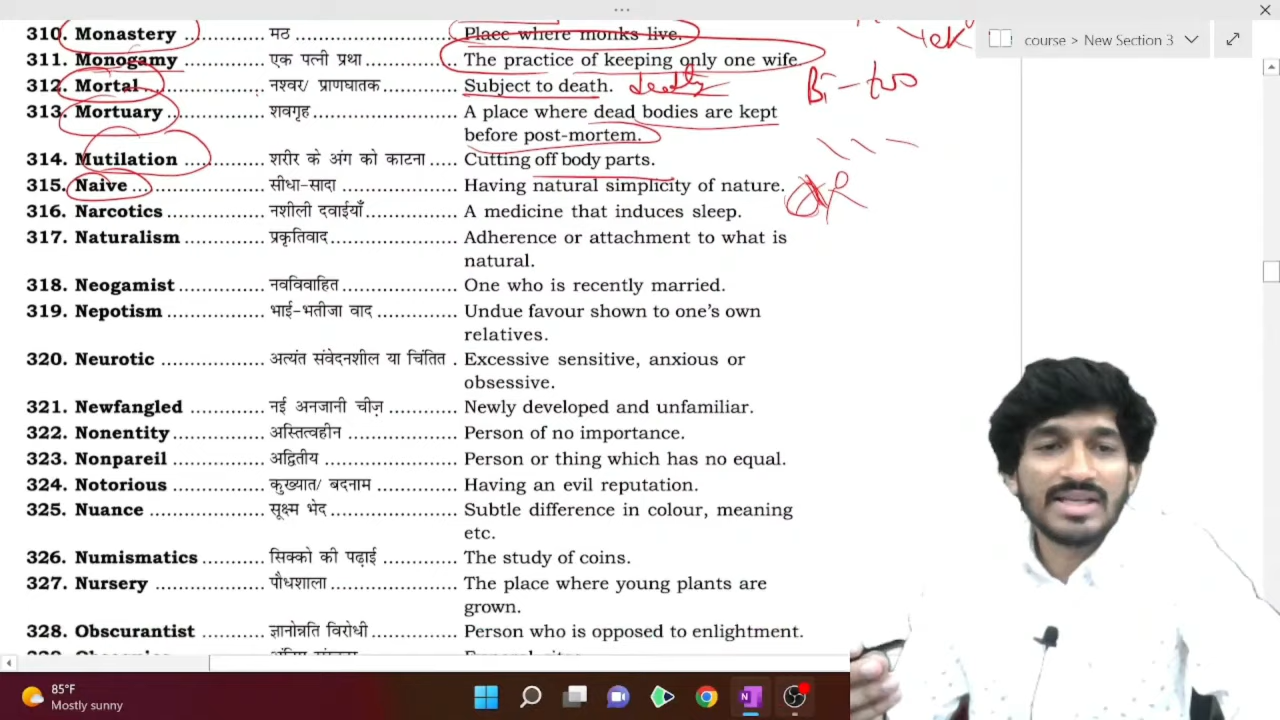 310. Monastery .................. मठ .............................. Place where monks live.
311. Monogamy .................. एक पत्नी प्रथा ................ The practice of keeping only one wife.
312. Mortal .................. नश्वर/ प्राणघातक ................ Subject to death. deadly
313. Mortuary .................. शवगृह .............................. A place where dead bodies are kept
before post-mortem.
314. Mutilation .................. शरीर के अंग को काटना ..... Cutting off body parts.
315. Naive .................. सीधा-सादा ...................... Having natural simplicity of nature.
316. Narcotics .................. नशीली दवाईयाँ .................. A medicine that induces sleep.
317. Naturalism .................. प्रकृतिवाद ........................ Adherence or attachment to what is
natural.
318. Neogamist .................. नवविवाहित ...................... One who is recently married.
319. Nepotism .................. भाई-भतीजा वाद .............. Undue favour shown to one's own
relatives.
320. Neurotic .................. अत्यंत संवेदनशील या चिंतित . Excessive sensitive, anxious or
obsessive.
321. Newfangled ............. नई अनजानी चीज़ .............. Newly developed and unfamiliar.
322. Nonentity .................. अस्तित्वहीन .................... Person of no importance.
323. Nonpareil .................. अद्वितीय ........................ Person or thing which has no equal.
324. Notorious .................. कुख्यात/ बदनाम ................ Having an evil reputation.
325. Nuance .................. सूक्ष्म भेद ........................ Subtle difference in colour, meaning
etc.
326. Numismatics ........... सिक्को की पढ़ाई ............. The study of coins.
327. Nursery .................. पौधशाला ........................ The place where young plants are
grown.
328. Obscurantist ........... ज्ञानोन्नति विरोधी ............... Person who is opposed to enlightment.
Bi - two
course > New Section 3
85°F
Mostly sunny